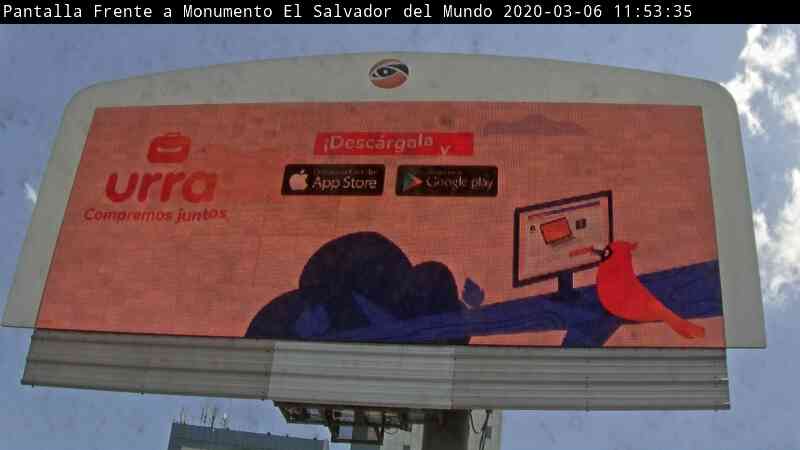 Pantalla Frente a Monumento El Salvador del Mundo 2020-03-06 11:53:35
¡Descárgala
urra
Compremos juntos
App Store
Google play